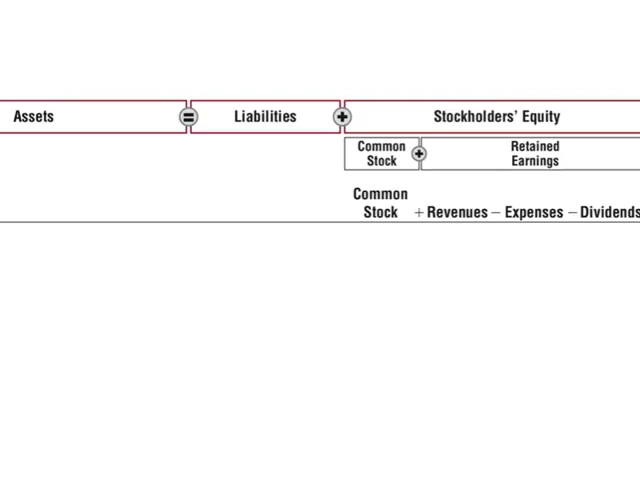 Assets = Liabilities + Stockholders' Equity
Common Stock + Retained Earnings
Common
Stock + Revenues − Expenses − Dividends